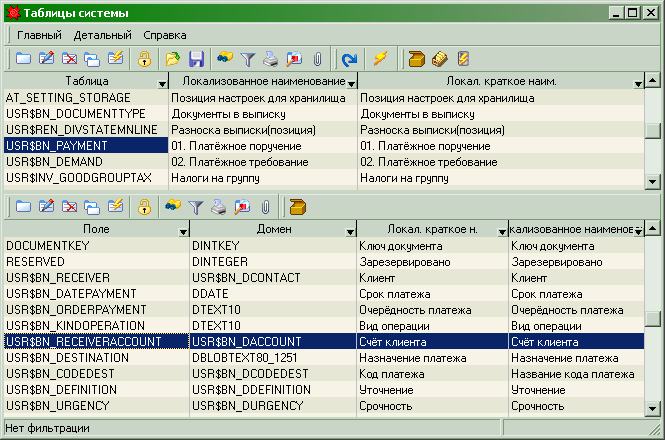 Таблицы системы
Главный Детальный Справка
Таблица Локализованное наименование Локал. краткое наим.
AT_SETTING_STORAGE Позиция настроек для хранилища Позиция настроек для хранилища
USR$BN_DOCUMENTTYPE Документы в выписку Документы в выписку
USR$REN_DIVSTATEMNLINE Разноска выписки(позиция) Разноска выписки(позиция)
USR$BN_PAYMENT 01. Платёжное поручение 01. Платёжное поручение
USR$BN_DEMAND 02. Платёжное требование 02. Платёжное требование
USR$INV_GOODGROUPTAX Налоги на группу Налоги на группу
Поле Домен Локал. краткое н. кализованное наименова
DOCUMENTKEY DINTKEY Ключ документа Ключ документа
RESERVED DINTEGER Зарезервировано Зарезервировано
USR$BN_RECEIVER USR$BN_DCONTACT Клиент Клиент
USR$BN_DATEPAYMENT DDATE Срок платежа Срок платежа
USR$BN_ORDERPAYMENT DTEXT10 Очерёдность платежа Очерёдность платежа
USR$BN_KINDOPERATION DTEXT10 Вид операции Вид операции
USR$BN_RECEIVERACCOUNT USR$BN_DACCOUNT Счёт клиента Счёт клиента
USR$BN_DESTINATION DBLOBTEXT80_1251 Назначение платежа Назначение платежа
USR$BN_CODEDEST USR$BN_DCODEDEST Код платежа Название кода платежа
USR$BN_DEFINITION USR$BN_DDEFINITION Уточнение Уточнение
USR$BN_URGENCY USR$BN_DURGENCY Срочность Срочность
Нет фильтрации